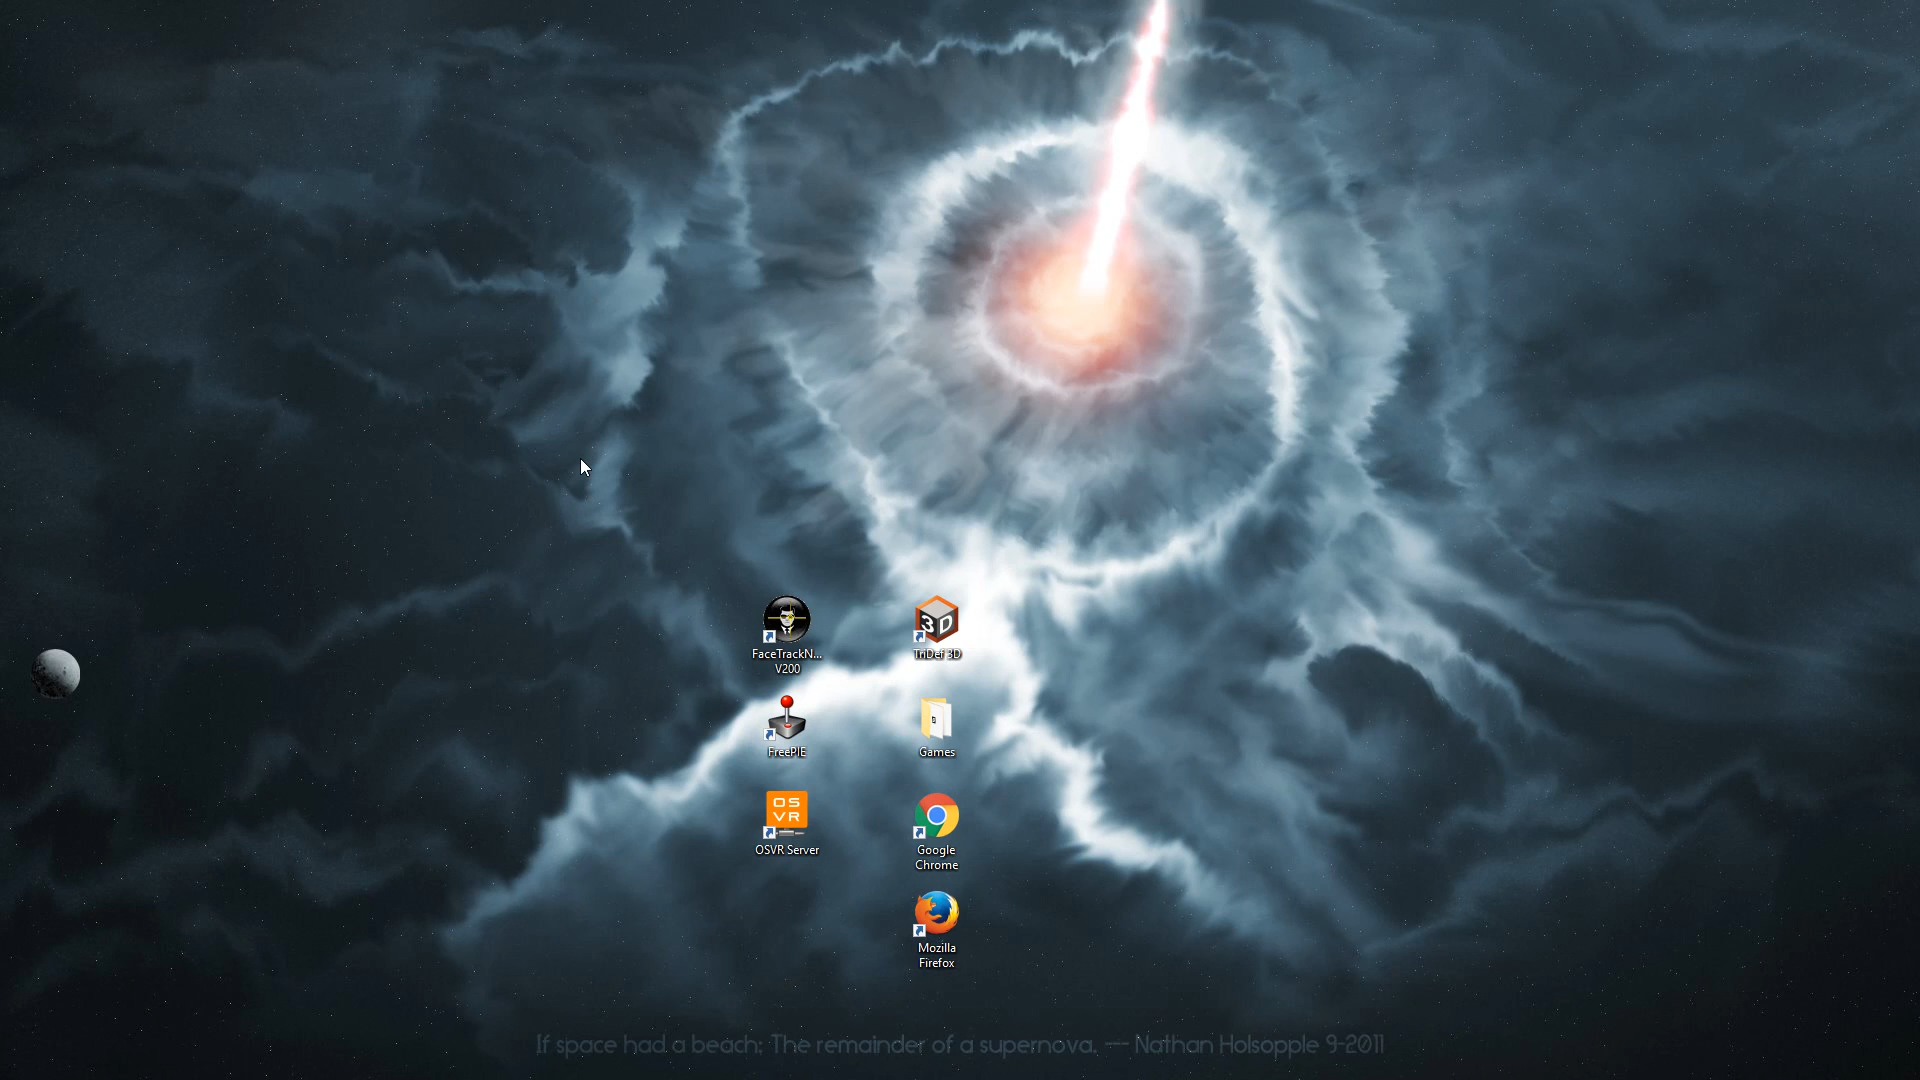 FaceTrackN...
V200
TriDef 3D
3D
FreePIE
Games
OS
VR
OSVR Server
Google
Chrome
Mozilla
Firefox
If space had a beach; The remainder of a supernova. — Nathan Holsopple 9-2011